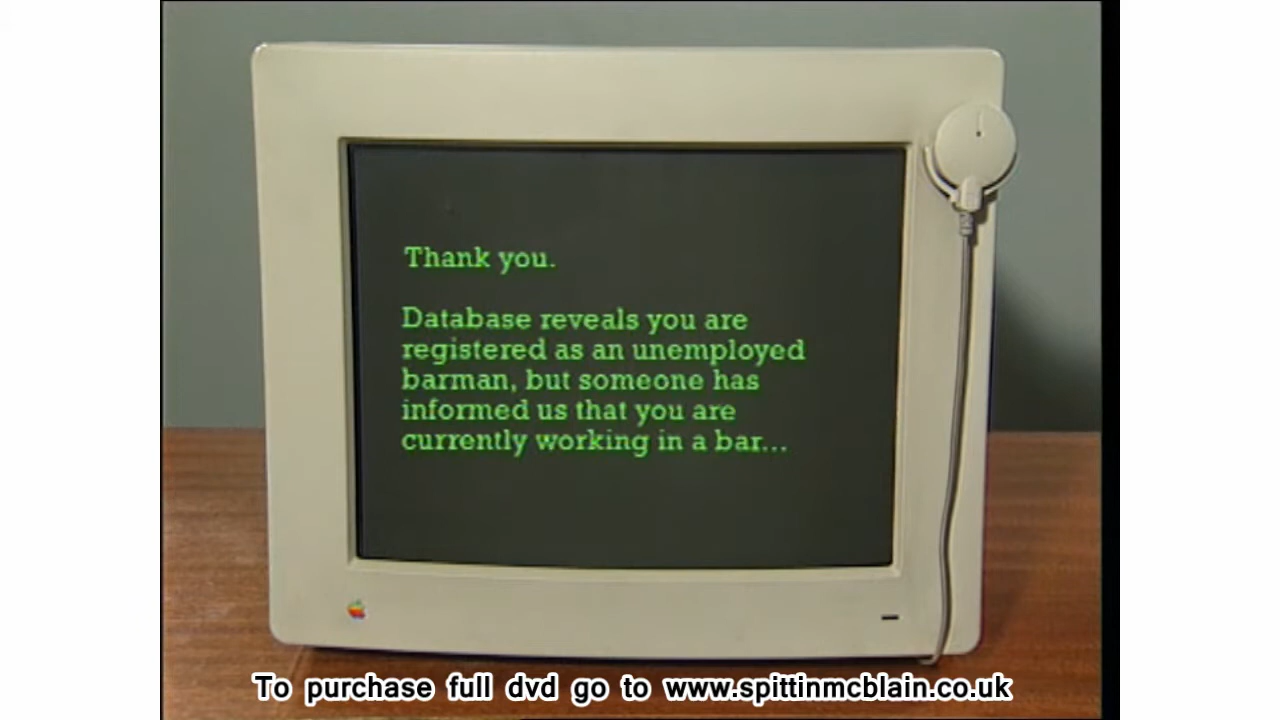 Thank you.
Database reveals you are
registered as an unemployed
barman, but someone has
informed us that you are
currently working in a bar...
To purchase full dvd go to www.spittinmcblain.co.uk